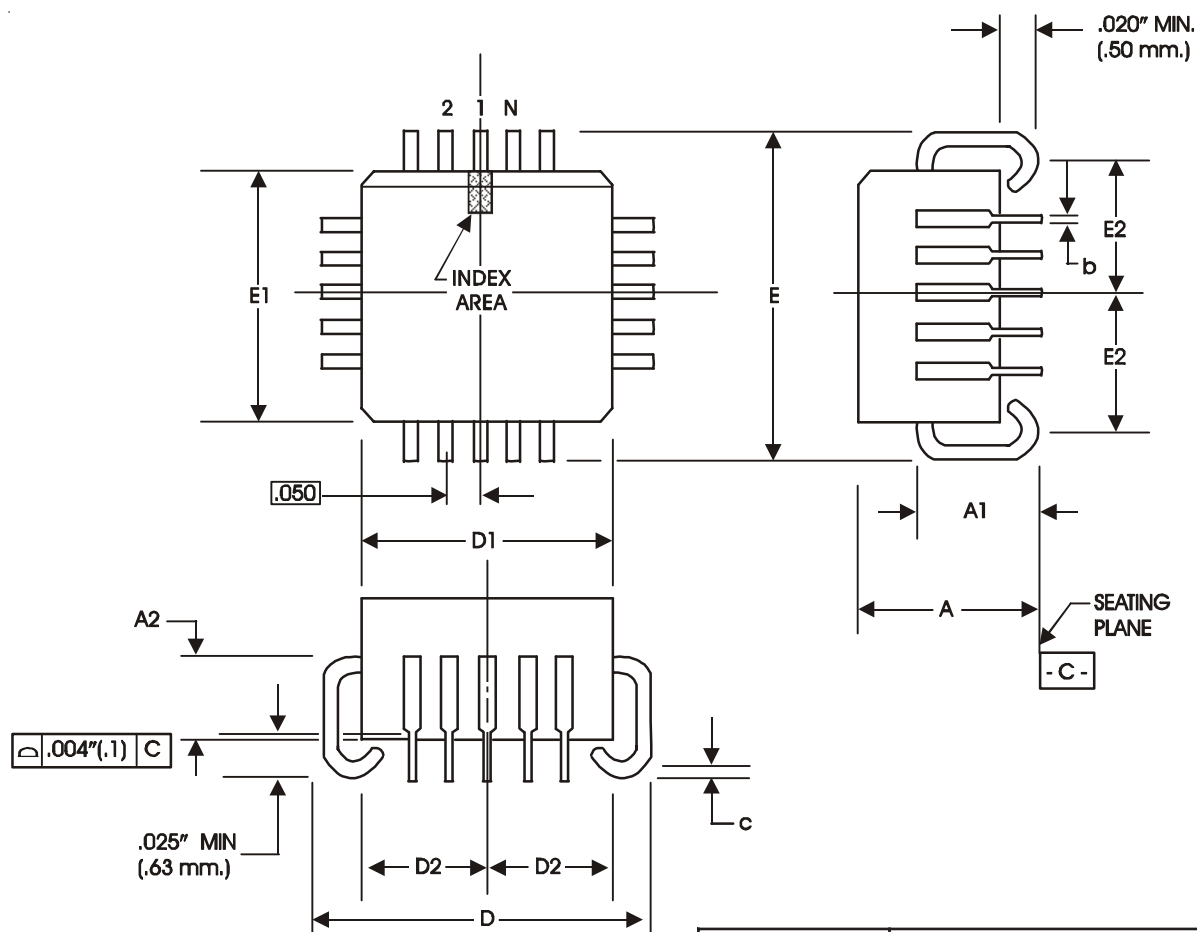 .020" MIN.
(.50 mm.)
2 1 N
INDEX
AREA
E1
E
E2
b
E2
.050
D1
A1
A
SEATING
PLANE
- C -
A2
.004"(.1) C
.025" MIN
(.63 mm.)
c
D2 D2
D